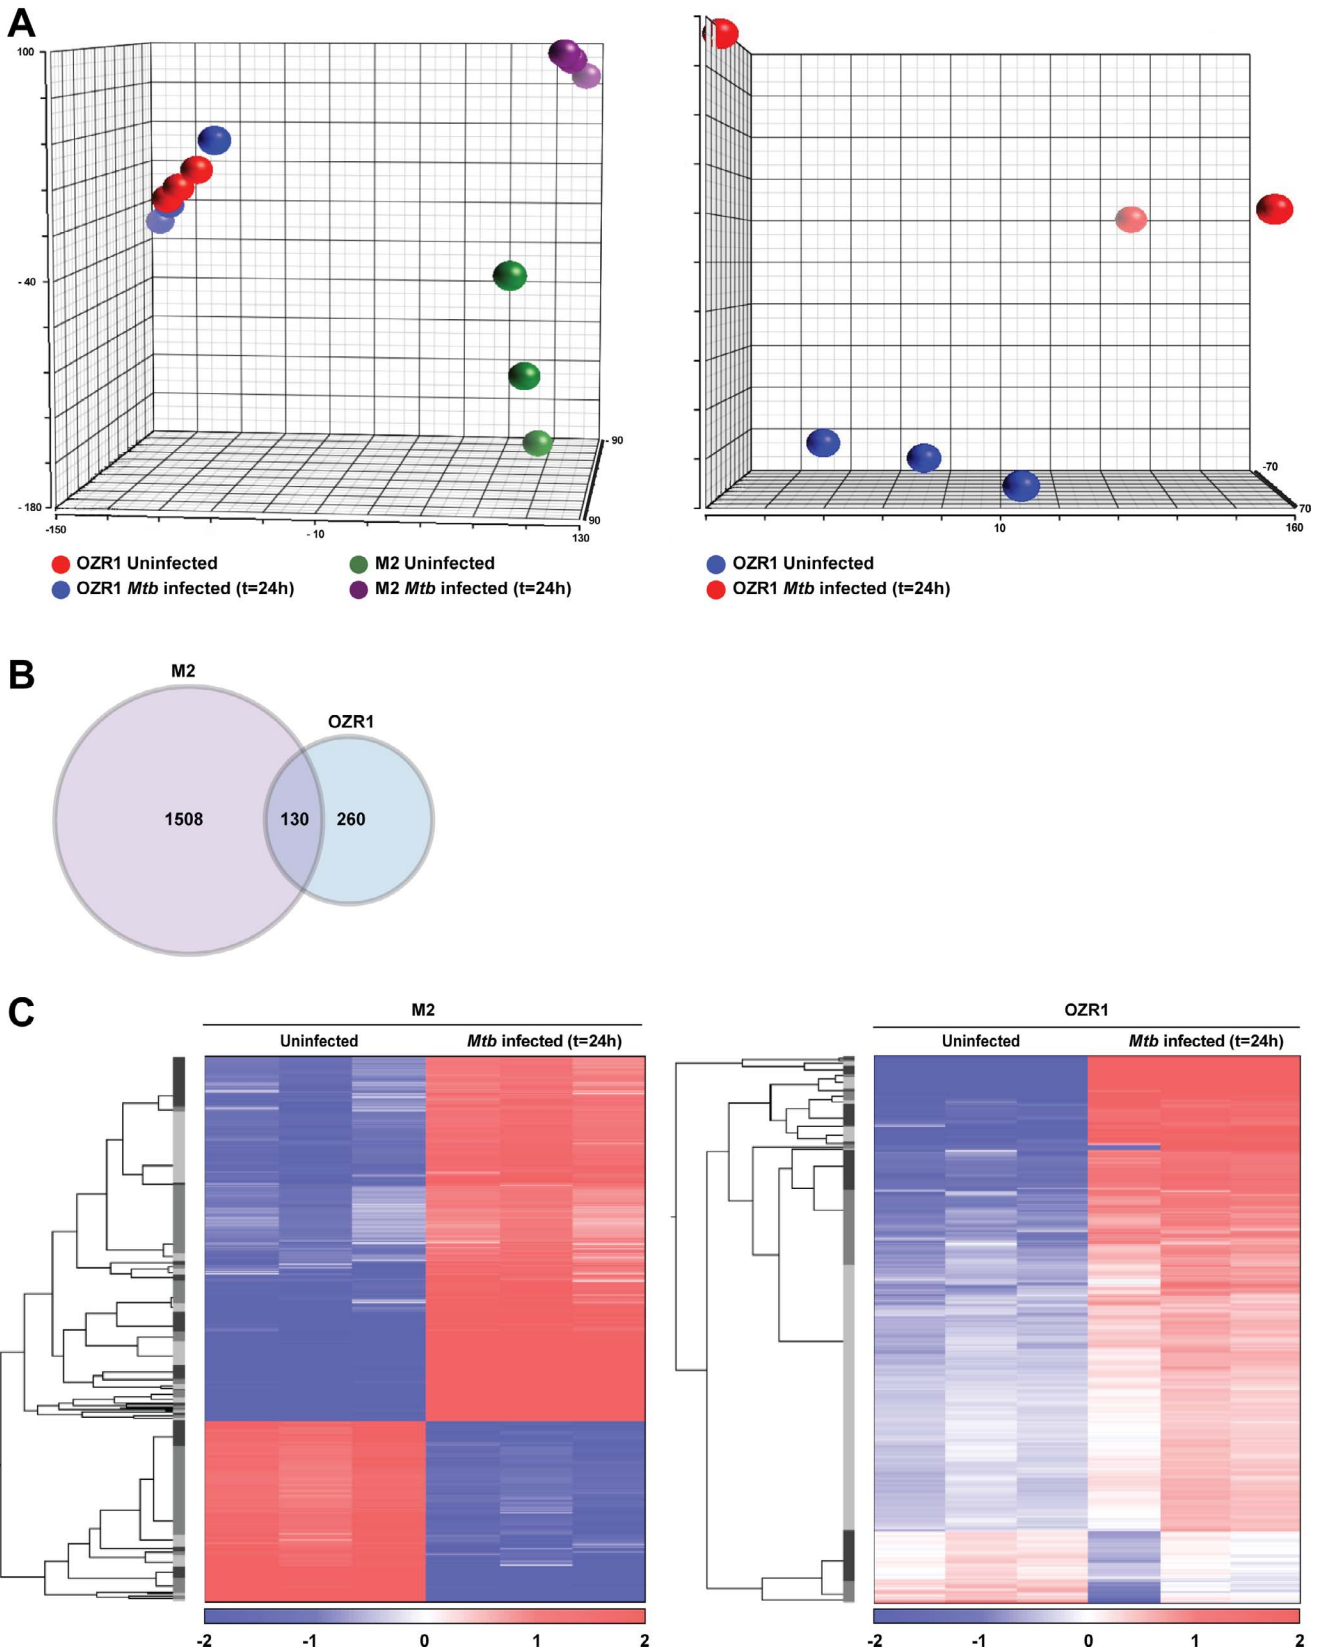 A
100
- 40
- 180
-150
- 10
130
90
- 90
-70
70
10
160
OZR1 Uninfected
M2 Uninfected
OZR1 Mtb infected (t=24h)
M2 Mtb infected (t=24h)
OZR1 Uninfected
OZR1 Mtb infected (t=24h)
B
M2
OZR1
1508
130
260
C
M2
OZR1
Uninfected
Mtb infected (t=24h)
Uninfected
Mtb infected (t=24h)
-2
-1
0
1
2
-2
-1
0
1
2